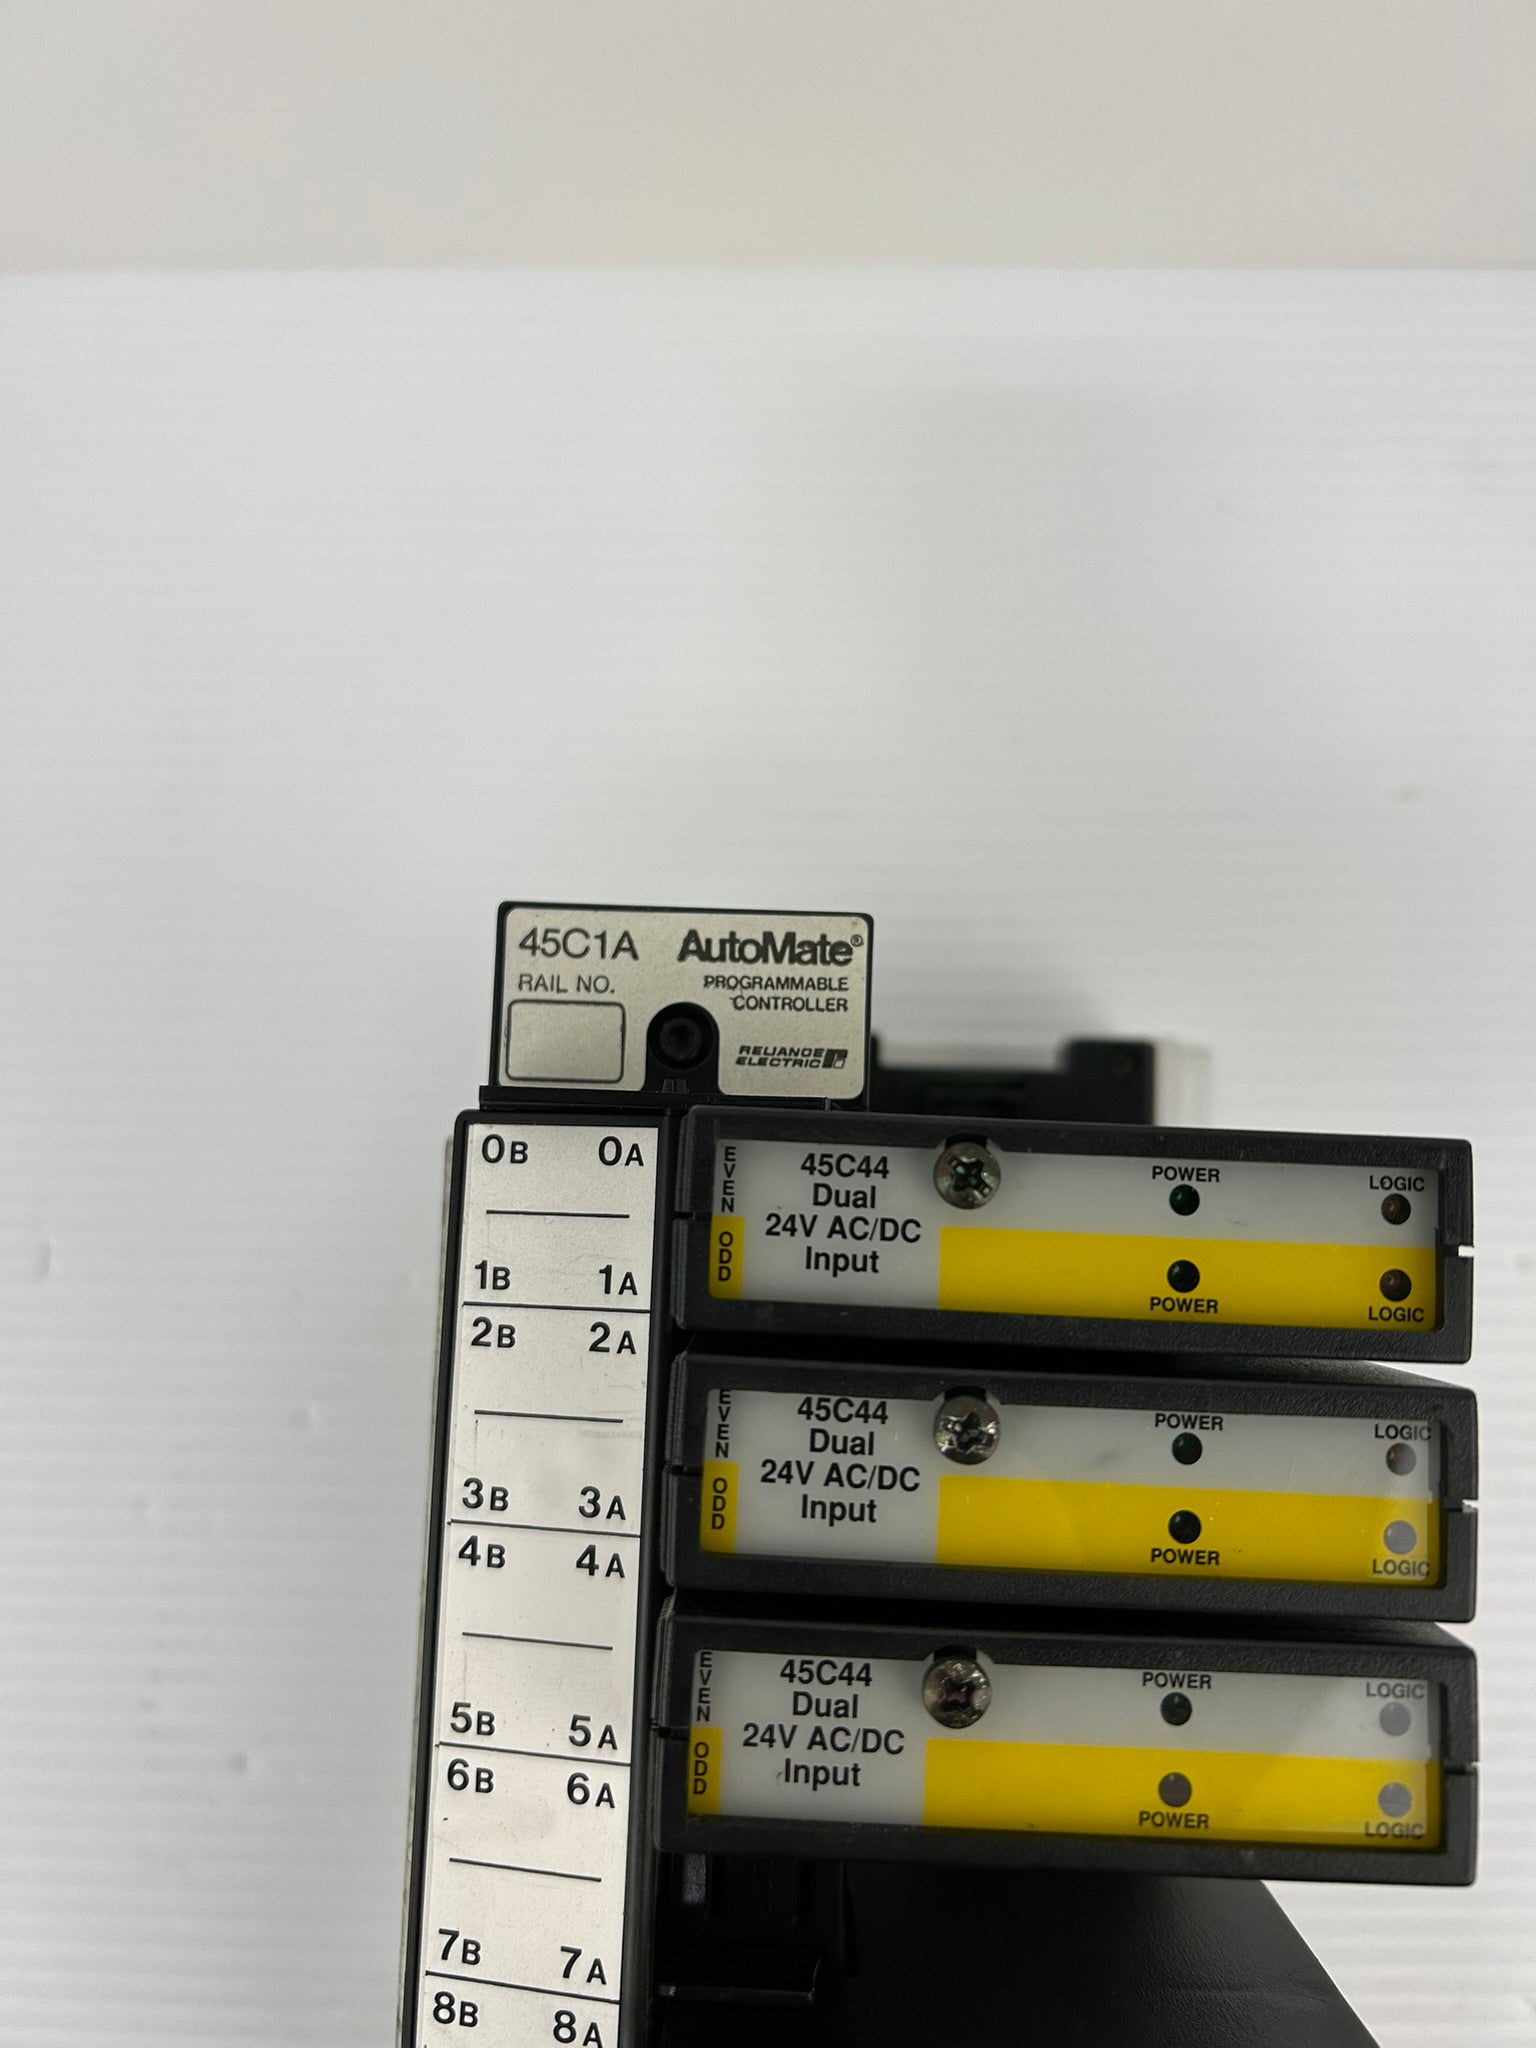 45C1A AutoMate®
RAIL NO. PROGRAMMABLE
CONTROLLER
RELIANCE
ELECTRIC
0B 0A
1B 1A
2B 2A
3B 3A
4B 4A
5B 5A
6B 6A
7B 7A
8B 8A
EVEN
ODD
45C44
Dual
24V AC/DC
Input
POWER LOGIC
POWER LOGIC
EVEN
ODD
45C44
Dual
24V AC/DC
Input
POWER LOGIC
POWER LOGIC
EVEN
ODD
45C44
Dual
24V AC/DC
Input
POWER LOGIC
POWER LOGIC